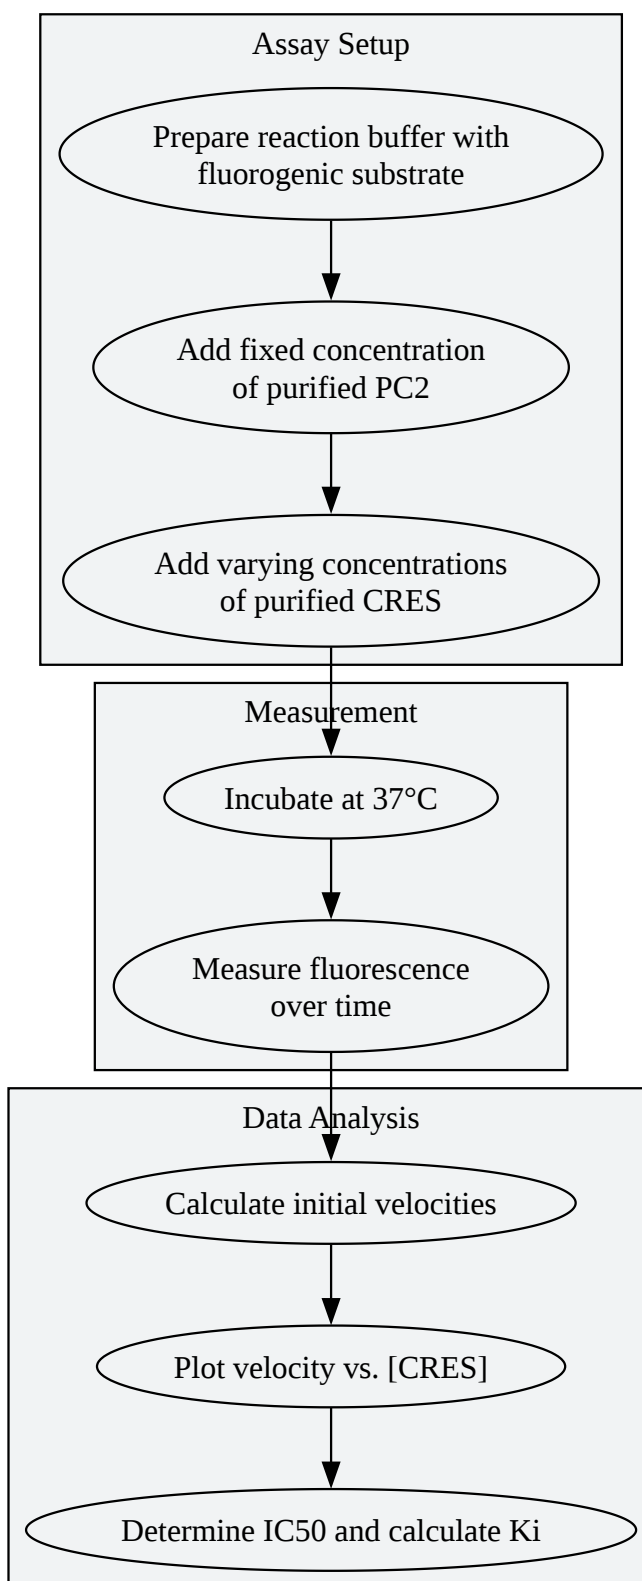 Assay Setup
Prepare reaction buffer with
fluorogenic substrate
Add fixed concentration
of purified PC2
Add varying concentrations
of purified CRES
Measurement
Incubate at 37°C
Measure fluorescence
over time
Data Analysis
Calculate initial velocities
Plot velocity vs. [CRES]
Determine IC50 and calculate Ki